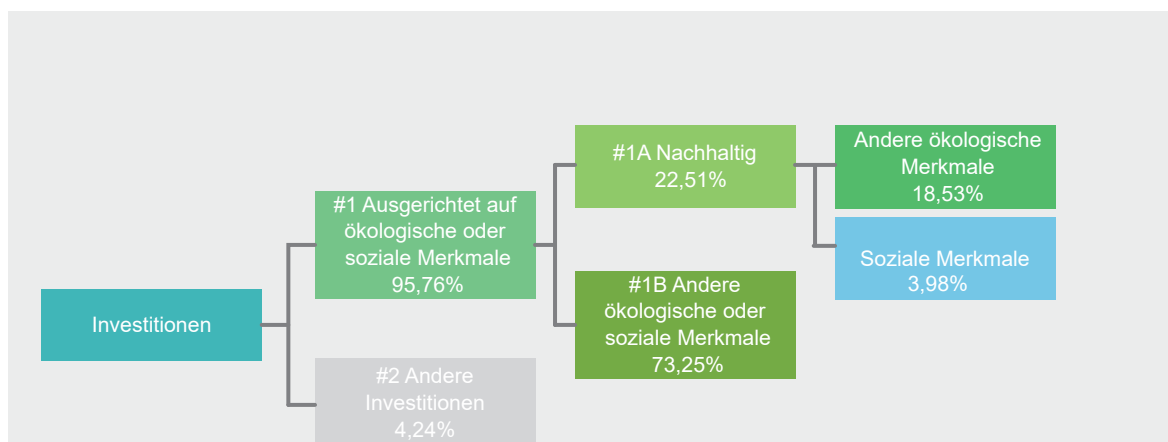 Investitionen
#1 Ausgerichtet auf
ökologische oder
soziale Merkmale
95,76%
#2 Andere
Investitionen
4,24%
#1A Nachhaltig
22,51%
#1B Andere
ökologische oder
soziale Merkmale
73,25%
Andere ökologische
Merkmale
18,53%
Soziale Merkmale
3,98%